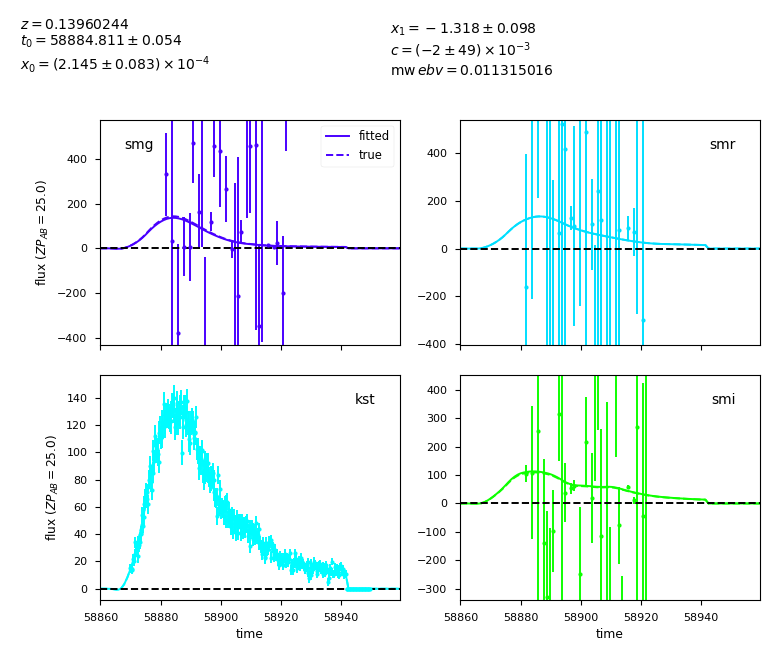 z = 0.13960244
t₀ = 58884.811 ± 0.054
x₀ = (2.145 ± 0.083) × 10⁻⁴
x₁ = −1.318 ± 0.098
c = (−2 ± 49) × 10⁻³
mw ebv = 0.011315016
smg
fitted
true
flux (ZP_AB = 25.0)
400
200
0
−200
−400
smr
400
200
0
−200
−400
kst
flux (ZP_AB = 25.0)
140
120
100
80
60
40
20
0
58860 58880 58900 58920 58940
time
smi
400
300
200
100
0
−100
−200
−300
58860 58880 58900 58920 58940
time